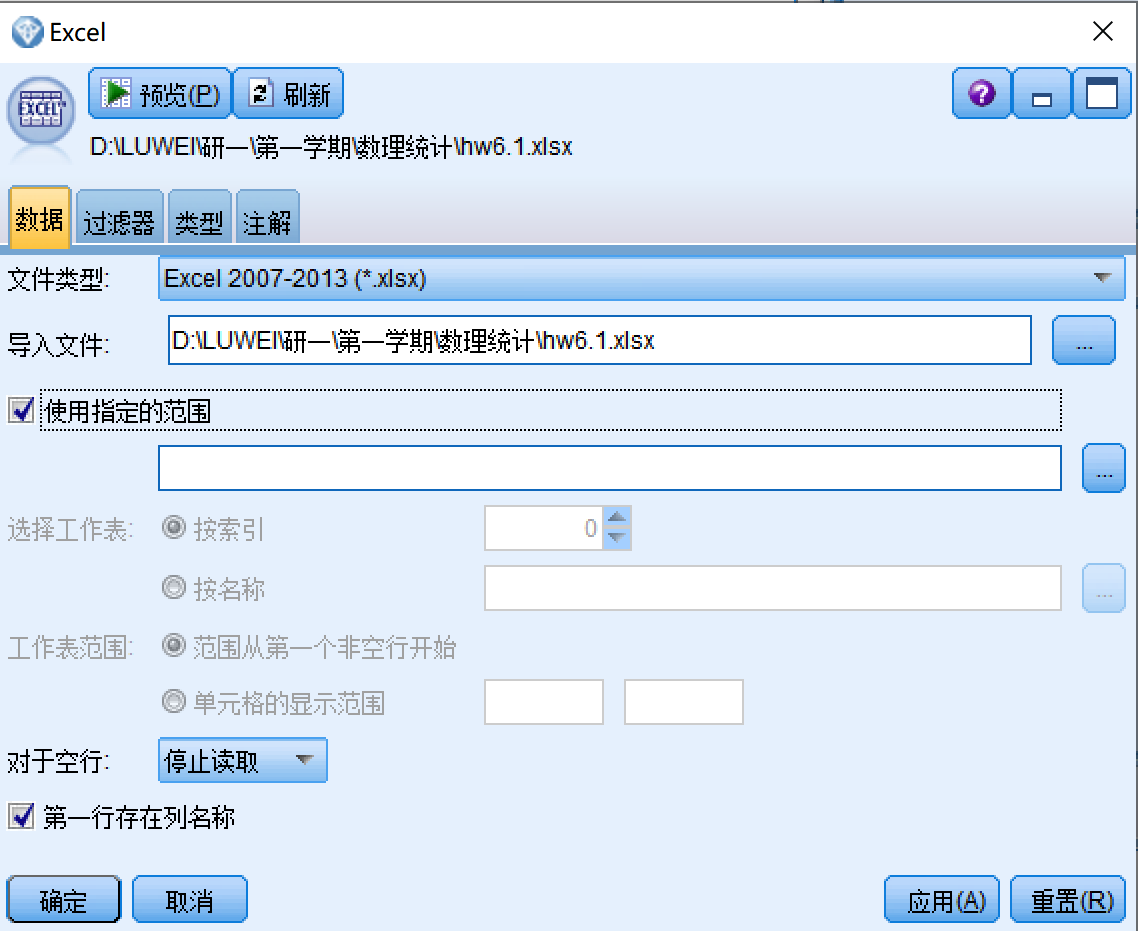 Excel
EXCEL
预览(P) 刷新
D:\LUWEI\研一\第一学期\数理统计\hw6.1.xlsx
数据 过滤器 类型 注解
文件类型: Excel 2007-2013 (*.xlsx)
导入文件: D:\LUWEI\研一\第一学期\数理统计\hw6.1.xlsx ...
使用指定的范围
...
选择工作表: 按索引 0
按名称 ...
工作表范围: 范围从第一个非空行开始
单元格的显示范围
对于空行: 停止读取
第一行存在列名称
确定 取消 应用(A) 重置(R)